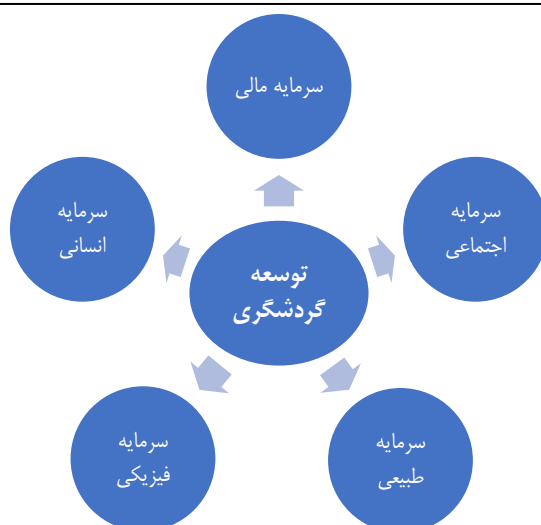 سرمایه مالی
سرمایه
اجتماعی
سرمایه
انسانی
توسعه
گردشگری
سرمایه
طبیعی
سرمایه
فیزیکی